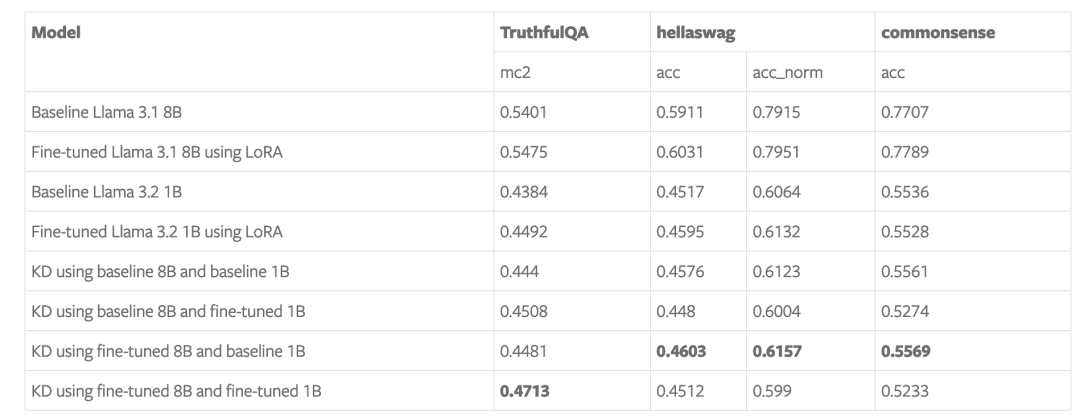 Model TruthfulQA hellaswag commonsense
mc2 acc acc_norm acc
Baseline Llama 3.1 8B 0.5401 0.5911 0.7915 0.7707
Fine-tuned Llama 3.1 8B using LoRA 0.5475 0.6031 0.7951 0.7789
Baseline Llama 3.2 1B 0.4384 0.4517 0.6064 0.5536
Fine-tuned Llama 3.2 1B using LoRA 0.4492 0.4595 0.6132 0.5528
KD using baseline 8B and baseline 1B 0.444 0.4576 0.6123 0.5561
KD using baseline 8B and fine-tuned 1B 0.4508 0.448 0.6004 0.5274
KD using fine-tuned 8B and baseline 1B 0.4481 0.4603 0.6157 0.5569
KD using fine-tuned 8B and fine-tuned 1B 0.4713 0.4512 0.599 0.5233